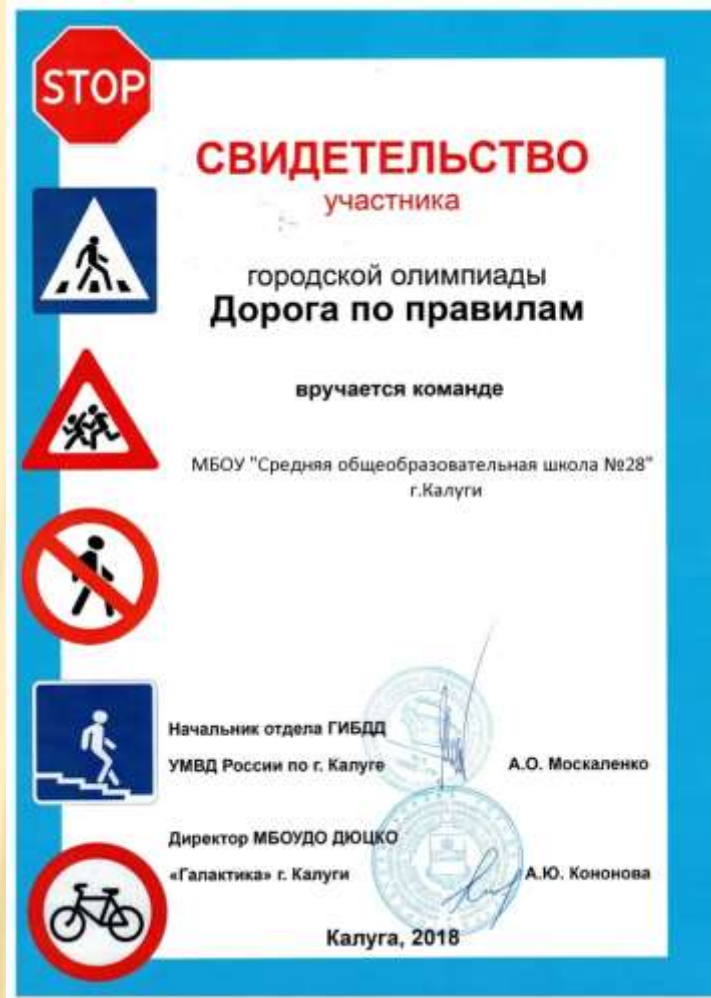 STOP
СВИДЕТЕЛЬСТВО
участника
городской олимпиады
Дорога по правилам
вручается команде
МБОУ "Средняя общеобразовательная школа №28"
г.Калуги
Начальник отдела ГИБДД
УМВД России по г. Калуге
А.О. Москаленко
Директор МБОУДО ДЮЦКО
«Галактика» г. Калуги
А.Ю. Кононова
Калуга, 2018